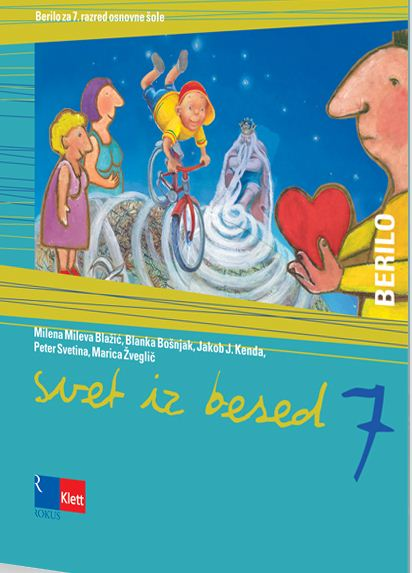 Berilo za 7. razred osnovne šole
BERILO
Milena Mileva Blažić, Blanka Bošnjak, Jakob J. Kenda,
Peter Svetina, Marica Žveglič
svet iz besed 7
R
Klett
ROKUS